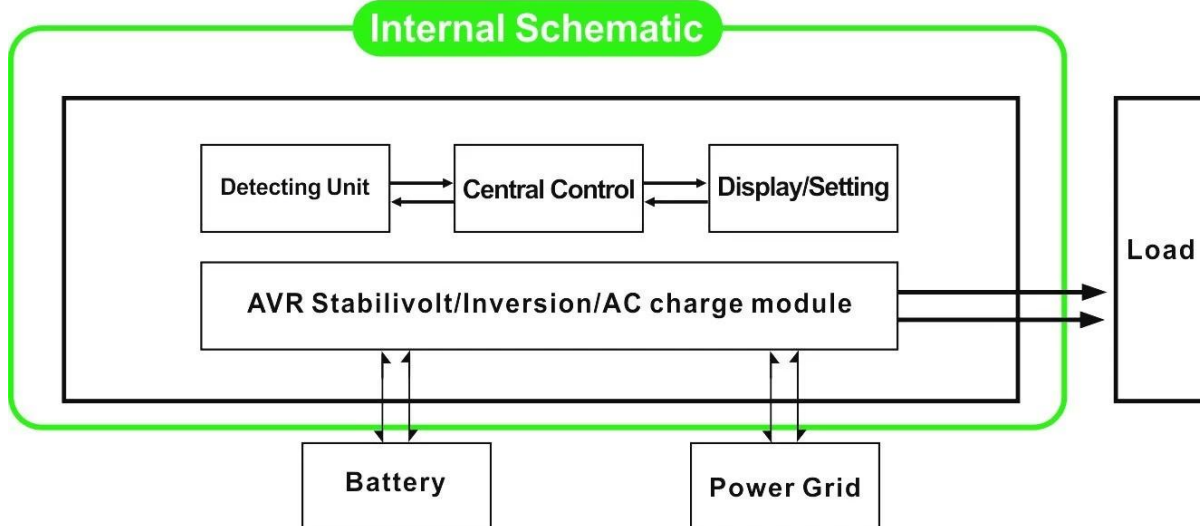 Internal Schematic
Detecting Unit
Central Control
Display/Setting
Load
AVR Stabilivolt/Inversion/AC charge module
Battery
Power Grid